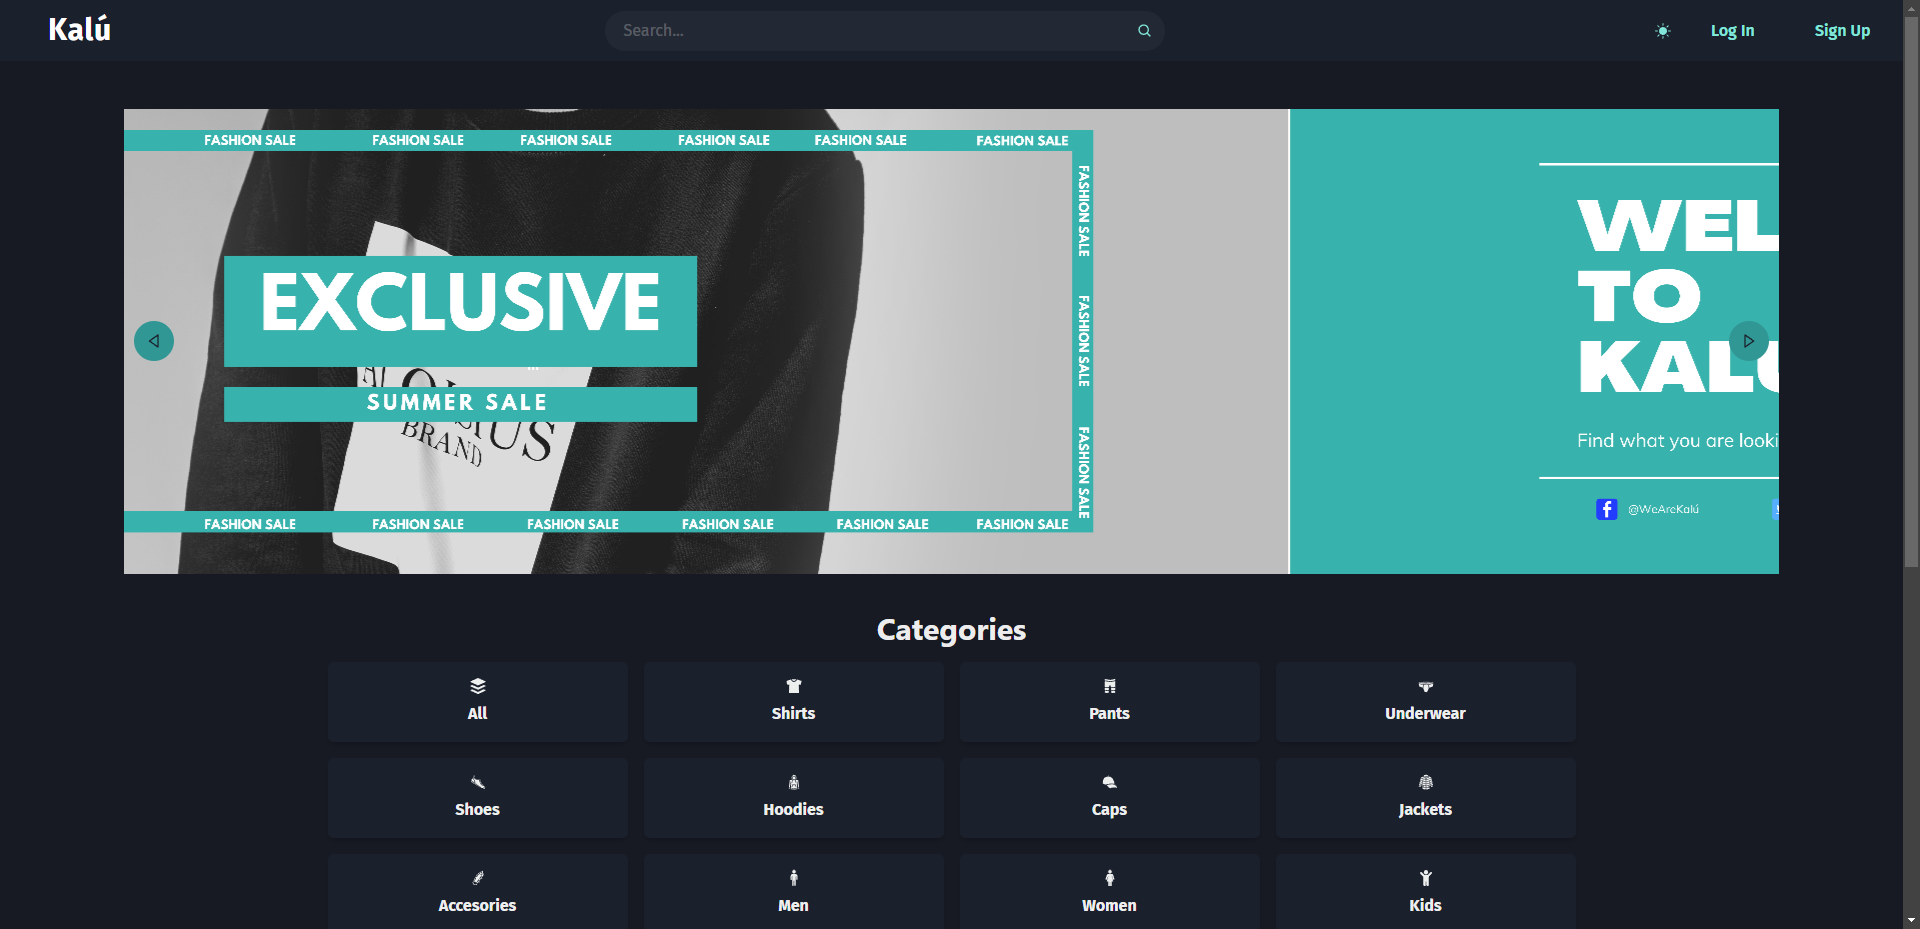 Kalú
Search...
Log In
Sign Up
FASHION SALE FASHION SALE FASHION SALE FASHION SALE FASHION SALE FASHION SALE
FASHION SALE
FASHION SALE
FASHION SALE
EXCLUSIVE
SUMMER SALE
BRAND
FASHION SALE FASHION SALE FASHION SALE FASHION SALE FASHION SALE FASHION SALE
WEL
TO
KALÚ
Find what you are looki
@WeAreKalú
Categories
All
Shirts
Pants
Underwear
Shoes
Hoodies
Caps
Jackets
Accesories
Men
Women
Kids